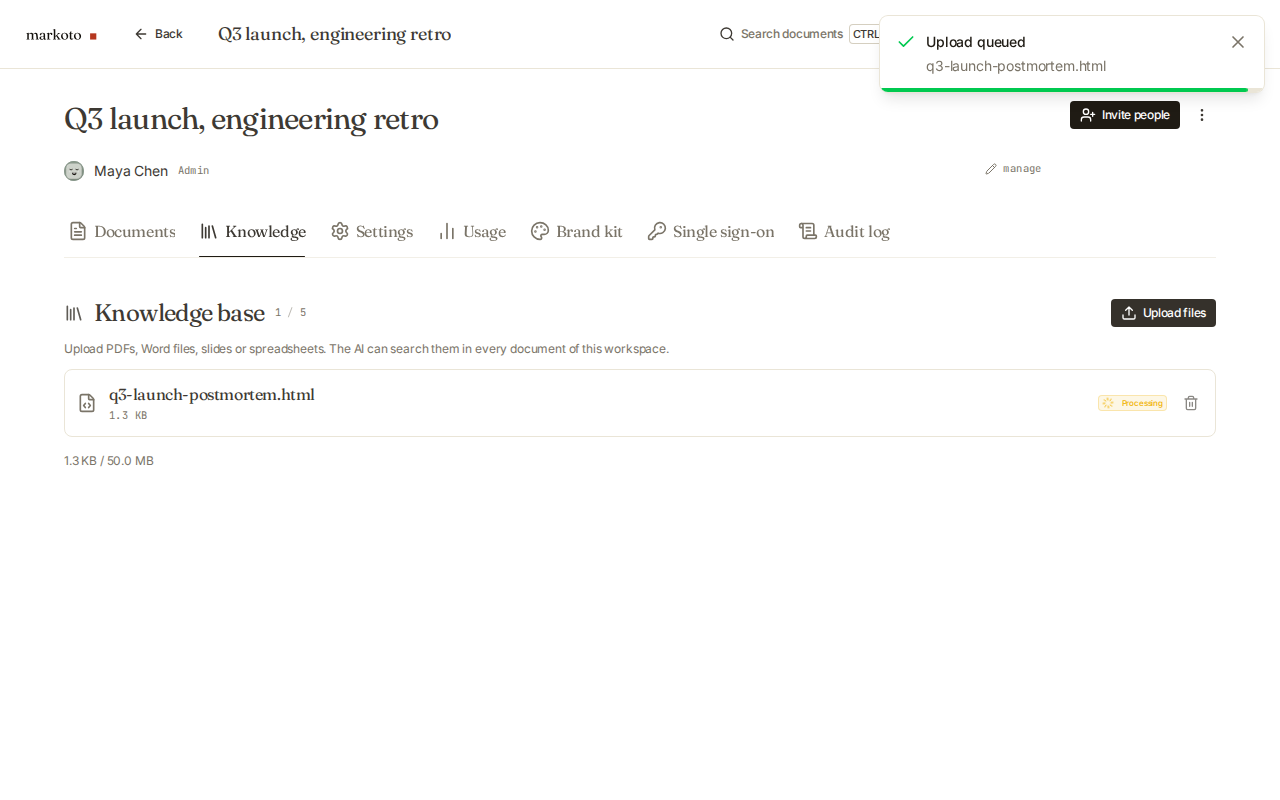 markoto
Back
Q3 launch, engineering retro
Search documents
CTRL
Upload queued
q3-launch-postmortem.html
Q3 launch, engineering retro
Invite people
Maya Chen Admin
manage
Documents
Knowledge
Settings
Usage
Brand kit
Single sign-on
Audit log
Knowledge base 1 / 5
Upload files
Upload PDFs, Word files, slides or spreadsheets. The AI can search them in every document of this workspace.
q3-launch-postmortem.html
1.3 KB
Processing
1.3 KB / 50.0 MB